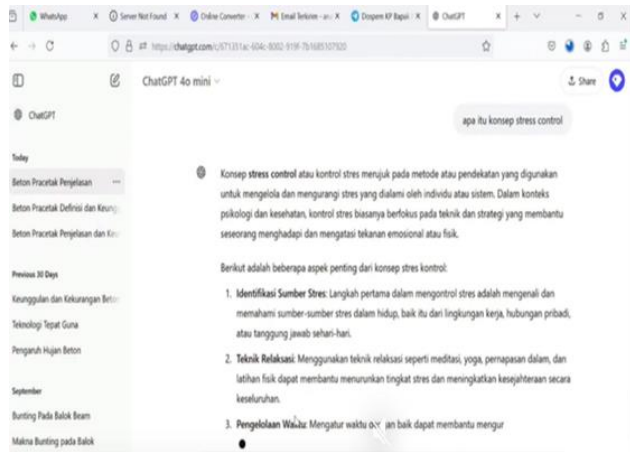 WhatsApp
Server Not Found
Online Converter -
Email Terkirim -
Dospem KP Bapak
ChatGPT
https://chatgpt.com/c/
ChatGPT 4o mini
Share
ChatGPT
apa itu konsep stress control
Today
Beton Pracetak Penjelasan
Beton Pracetak Definisi dan Keung
Beton Pracetak Penjelasan dan Keu
Previous 30 Days
Keunggulan dan Kekurangan Beton
Teknologi Tepat Guna
Pengaruh Hujan Beton
September
Bunting Pada Balok Beam
Makna Bunting pada Balok
Konsep stress control atau kontrol stres merujuk pada metode atau pendekatan yang digunakan
untuk mengelola dan mengurangi stres yang dialami oleh individu atau sistem. Dalam konteks
psikologi dan kesehatan, kontrol stres biasanya berfokus pada teknik dan strategi yang membantu
seseorang menghadapi dan mengatasi tekanan emosional atau fisik.
Berikut adalah beberapa aspek penting dari konsep stres kontrol:
1. Identifikasi Sumber Stres: Langkah pertama dalam mengontrol stres adalah mengenali dan
memahami sumber-sumber stres dalam hidup, baik itu dari lingkungan kerja, hubungan pribadi,
atau tanggung jawab sehari-hari.
2. Teknik Relaksasi: Menggunakan teknik relaksasi seperti meditasi, yoga, pernapasan dalam, dan
latihan fisik dapat membantu menurunkan tingkat stres dan meningkatkan kesejahteraan secara
keseluruhan.
3. Pengelolaan Waktu: Mengatur waktu dengan baik dapat membantu mengur